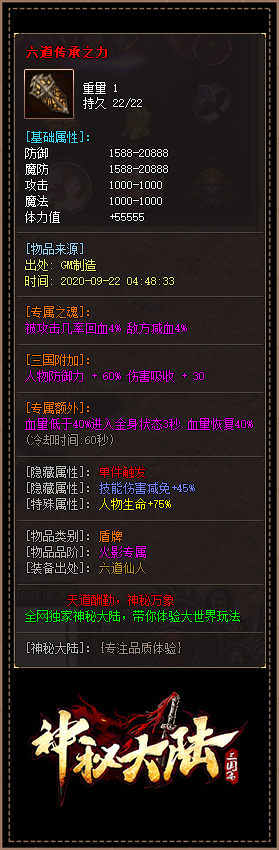 六道传承之力
重量 1
持久 22/22
[基础属性]:
防御 1588-20888
魔防 1588-20888
攻击 1000-1000
魔法 1000-1000
体力值 +55555
[物品来源]
出处: GM制造
时间: 2020-09-22 04:48:33
[专属之魂]:
被攻击几率回血4% 敌方减血4%
[三国附加]:
人物防御力 + 60% 伤害吸收 + 30
[专属额外]:
血量低于40%进入金身状态3秒 血量恢复40%
(冷却时间:60秒)
[隐藏属性]: 单件触发
[隐藏属性]: 技能伤害减免+45%
[特殊属性]: 人物生命+75%
[物品类别]: 盾牌
[物品品阶]: 火影专属
[装备出处]: 六道仙人
天道酬勤，神秘万象
全网独家神秘大陆，带你体验大世界玩法
[神秘大陆]: {专注品质体验}
神秘大陆
三国篇